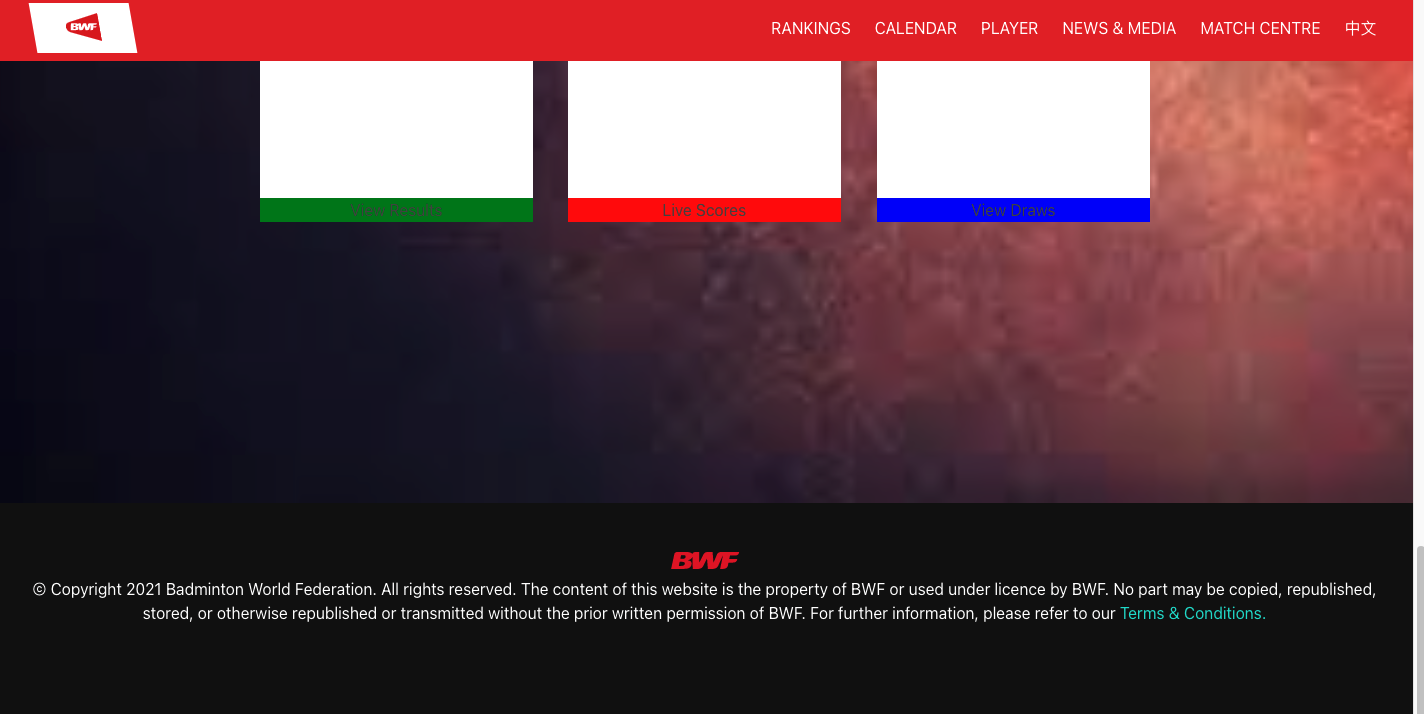 BWF
RANKINGS CALENDAR PLAYER NEWS & MEDIA MATCH CENTRE 中文
View Results Live Scores View Draws
BWF
© Copyright 2021 Badminton World Federation. All rights reserved. The content of this website is the property of BWF or used under licence by BWF. No part may be copied, republished,
stored, or otherwise republished or transmitted without the prior written permission of BWF. For further information, please refer to our Terms & Conditions.